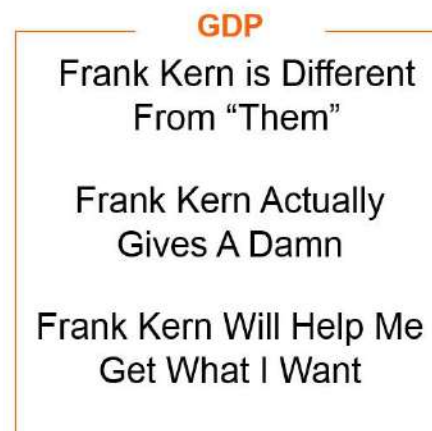 GDP
Frank Kern is Different
From “Them”
Frank Kern Actually
Gives A Damn
Frank Kern Will Help Me
Get What I Want